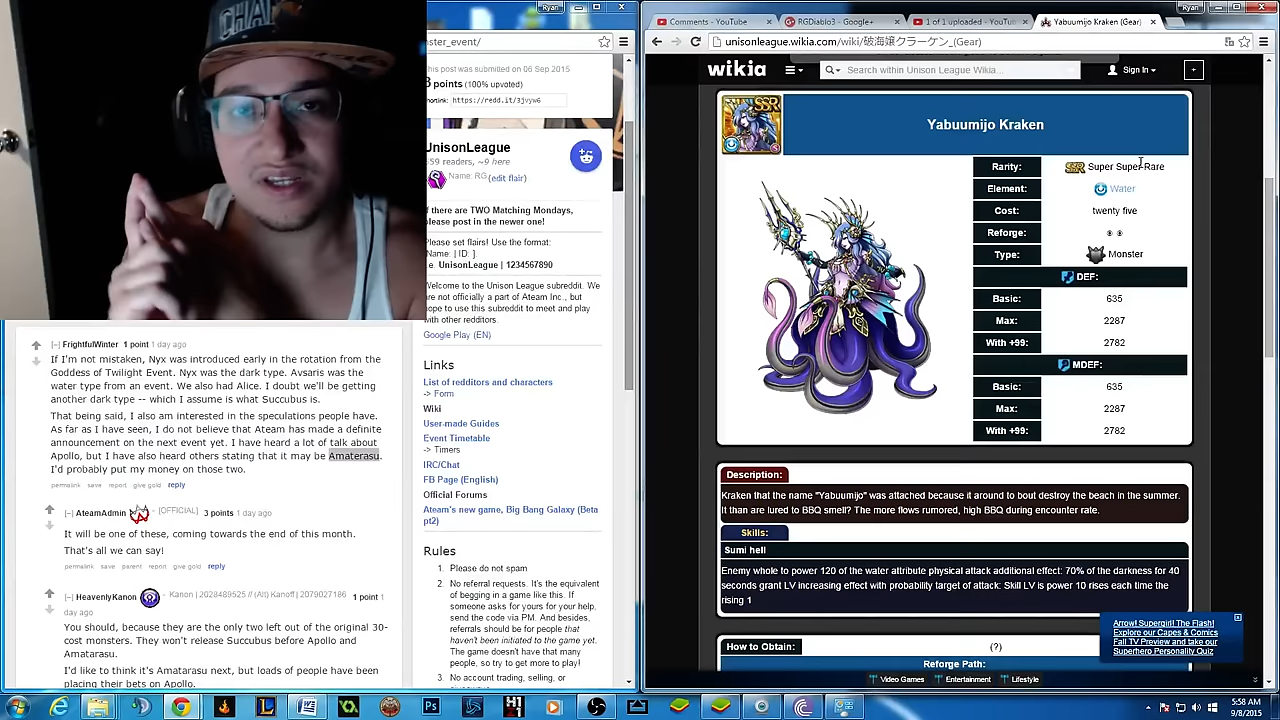 Ryan
Ryan
Comments - YouTube
RGDiablo3 - Google+
1 of 1 uploaded - YouTu
Yabuumijo Kraken (Gear)
nster_event/
unisonleague.wikia.com/wiki/破海嬢クラーケン_(Gear)
this post was submitted on 06 Sep 2015
points (100% upvoted)
https://redd.it/3jvyw6
UnisonLeague
readers, ~9 here
Name: RG (edit flair)
If there are TWO Matching Mondays,
please post in the newer one!
Please set flairs! Use the format:
Name: [ ID: ].
UnisonLeague | 1234567890
Welcome to the Unison League subreddit. We
are not officially a part of Ateam Inc., but
hope to use this subreddit to meet and play
with other redditors.
Google Play (EN)
Links
List of redditors and characters
-> Form
Wiki
User-made Guides
Event Timetable
-> Timers
IRC/Chat
FB Page (English)
Official Forums
Ateam's new game, Big Bang Galaxy (Beta
pt2)
Rules
1. Please do not spam
2. No referral requests. It's the equivalent
of begging in a game like this. If
someone asks for yours for your help,
send the code via PM. And besides,
referrals should be for people that
haven't been initiated to the game yet.
The game doesn't have that many
people, so try to get more to play!
3. No account trading, selling, or
[–] FrightfulWinter 1 point 1 day ago
If I'm not mistaken, Nyx was introduced early in the rotation from the
Goddess of Twilight Event. Nyx was the dark type. Avsaris was the
water type from an event. We also had Alice. I doubt we'll be getting
another dark type -- which I assume is what Succubus is.
That being said, I also am interested in the speculations people have.
As far as I have seen, I do not believe that Ateam has made a definite
announcement on the next event yet. I have heard a lot of talk about
Apollo, but I have also heard others stating that it may be Amaterasu.
I'd probably put my money on those two.
permalink save report give gold reply
[–] AteamAdmin - [OFFICIAL] 3 points 1 day ago
It will be one of these, coming towards the end of this month.
That's all we can say!
permalink save parent report give gold reply
[–] HeavenlyKanon - Kanon | 2028489525 // (Alt) Kanoff | 2079027186 1 point 1
day ago
You should, because they are the only two left out of the original 30-
cost monsters. They won't release Succubus before Apollo and
Amatarasu.
I'd like to think it's Amatarasu next, but loads of people have been
placing their bets on Apollo.
wikia
Search within Unison League Wikia...
Sign In
+
SSR
Yabuumijo Kraken
Rarity: SSR Super Super Rare
Element: Water
Cost: twenty five
Reforge:
Type: Monster
DEF:
Basic: 635
Max: 2287
With +99: 2782
MDEF:
Basic: 635
Max: 2287
With +99: 2782
Description:
Kraken that the name "Yabuumijo" was attached because it around to bout destroy the beach in the summer.
It than are lured to BBQ smell? The more flows rumored, high BBQ during encounter rate.
Skills:
Sumi hell
Enemy whole to power 120 of the water attribute physical attack additional effect: 70% of the darkness for 40
seconds grant LV increasing effect with probability target of attack: Skill LV is power 10 rises each time the
rising 1
How to Obtain: (?)
Reforge Path:
Arrow! Supergirl! The Flash!
Explore our Capes & Comics
Fall TV Preview and take our
Superhero Personality Quiz
Video Games Entertainment Lifestyle
5:58 AM
9/8/2015